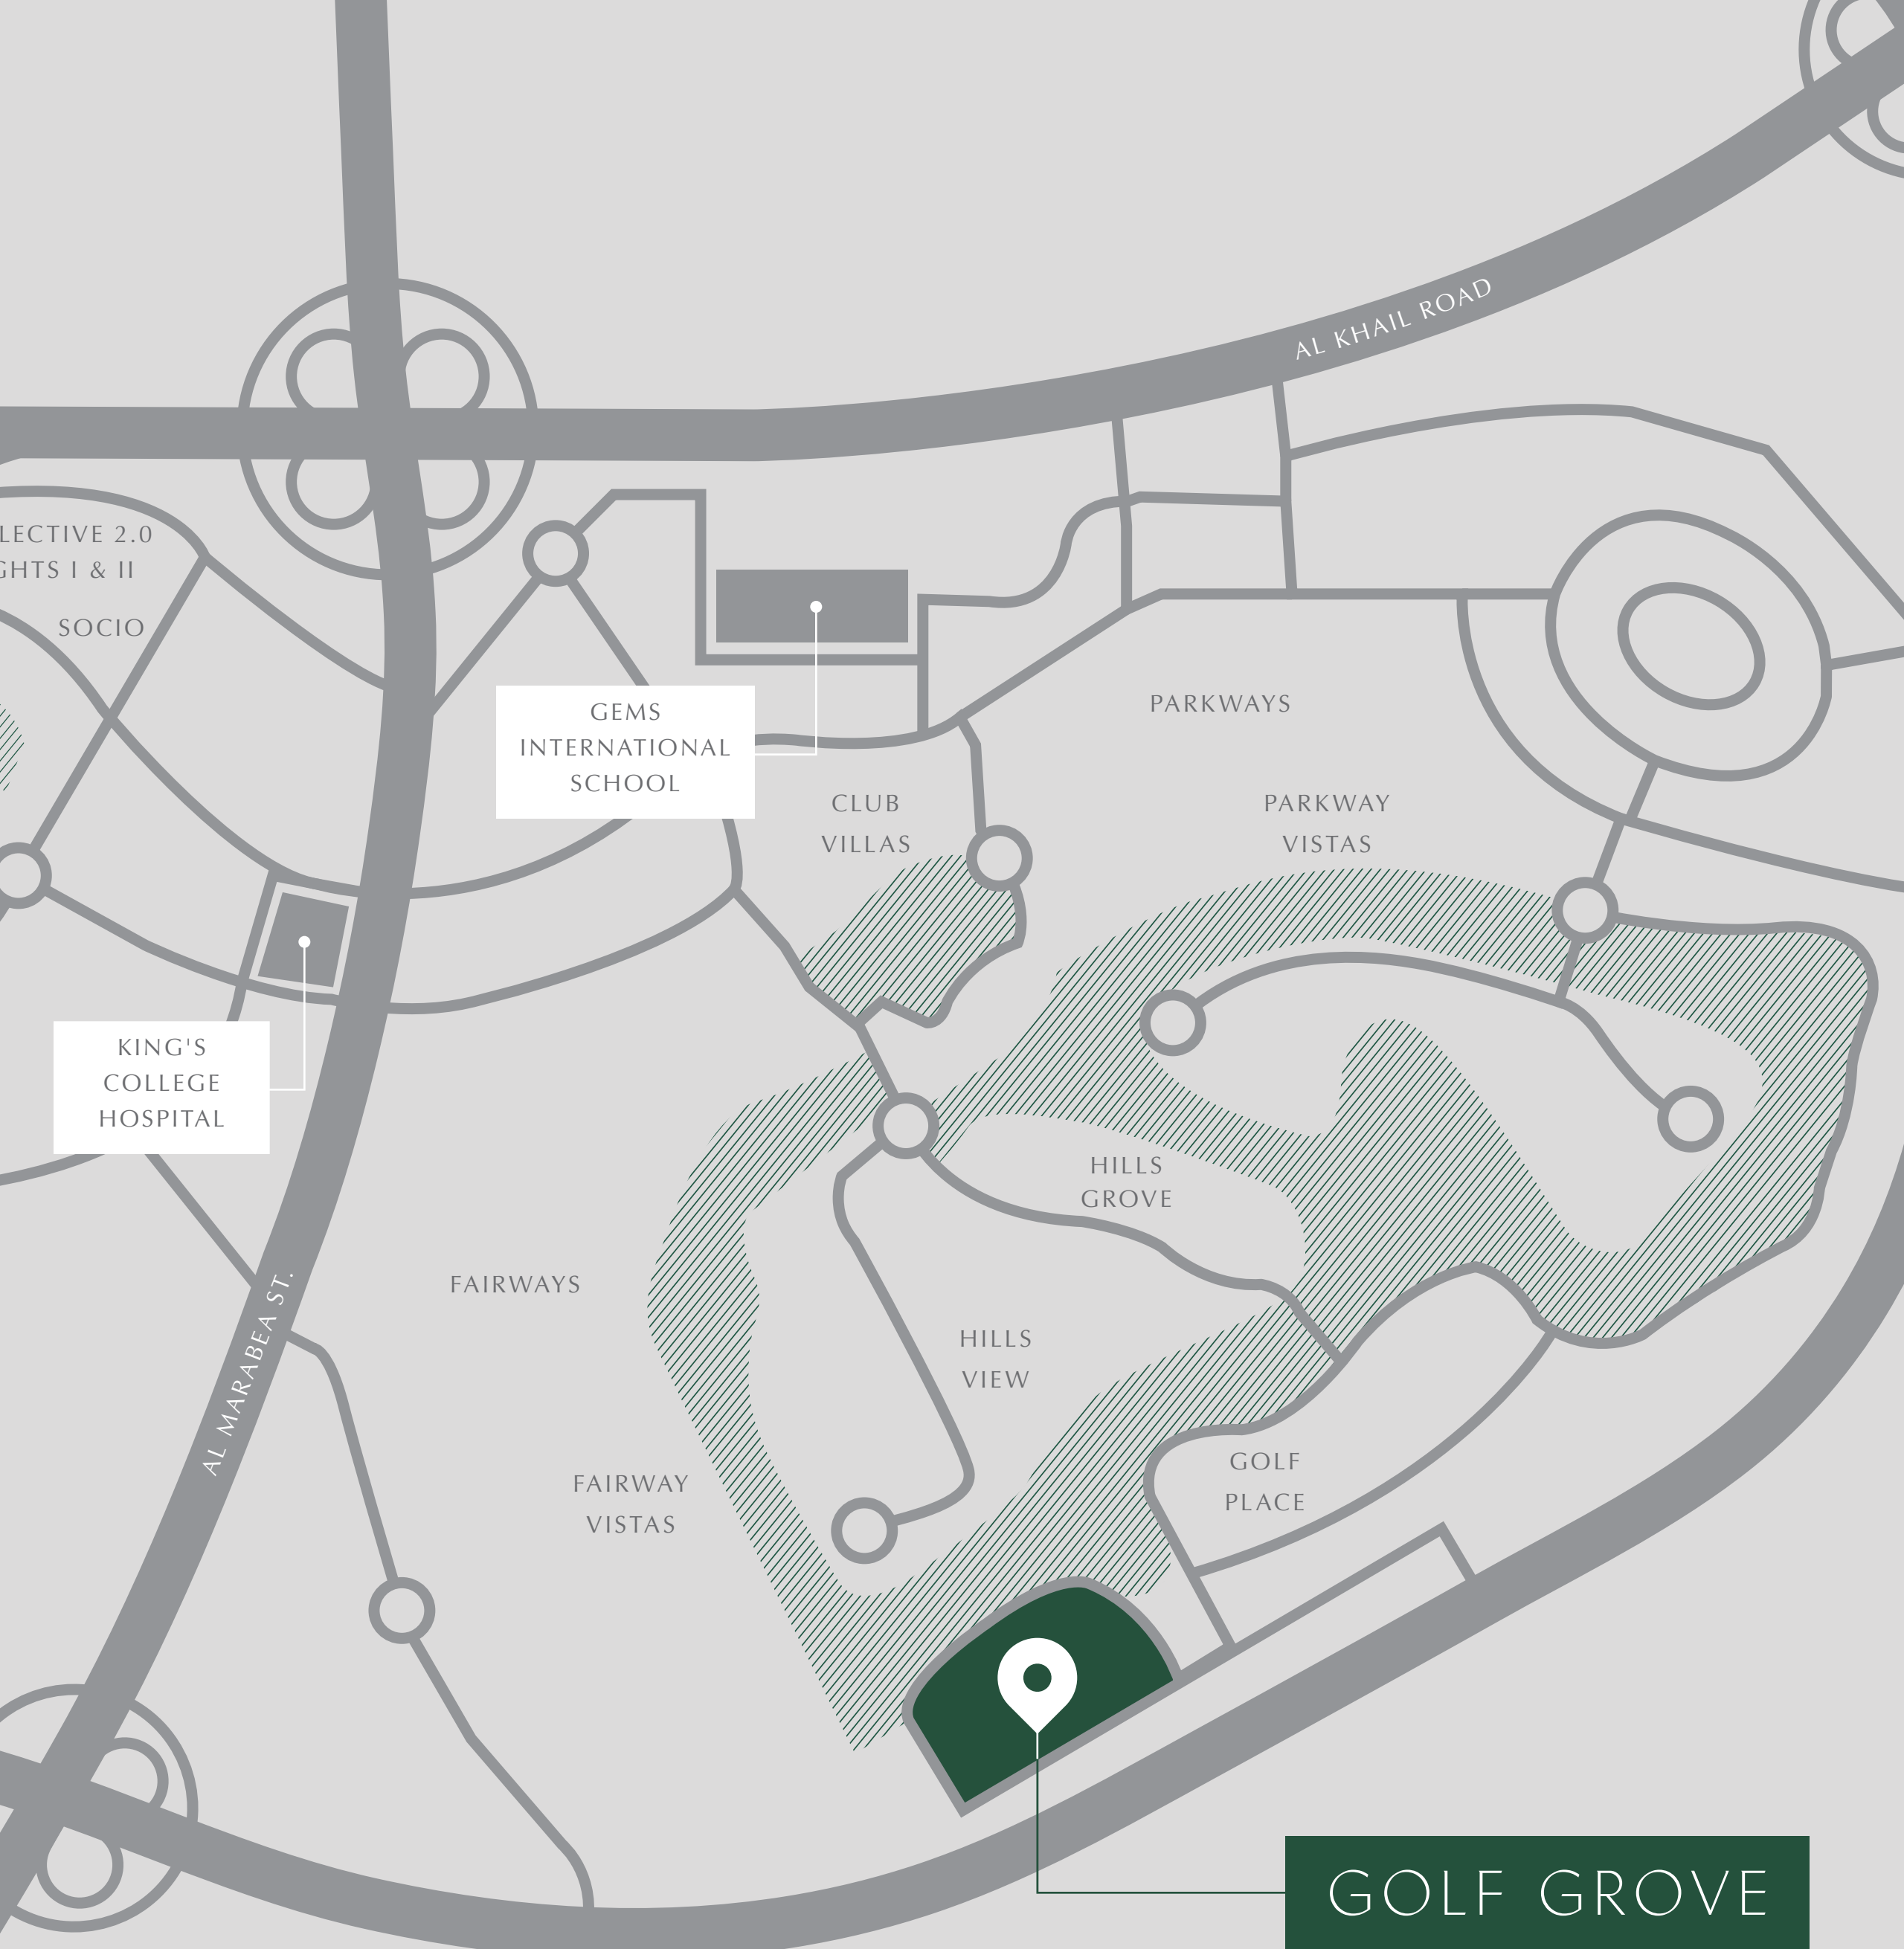 AL KHAIL ROAD
LECTIVE 2.0
GHTS I & II
SOCIO
GEMS
INTERNATIONAL
SCHOOL
PARKWAYS
CLUB
VILLAS
PARKWAY
VISTAS
KING'S
COLLEGE
HOSPITAL
HILLS
GROVE
FAIRWAYS
AL MARABEA ST.
HILLS
VIEW
GOLF
PLACE
FAIRWAY
VISTAS
GOLF GROVE